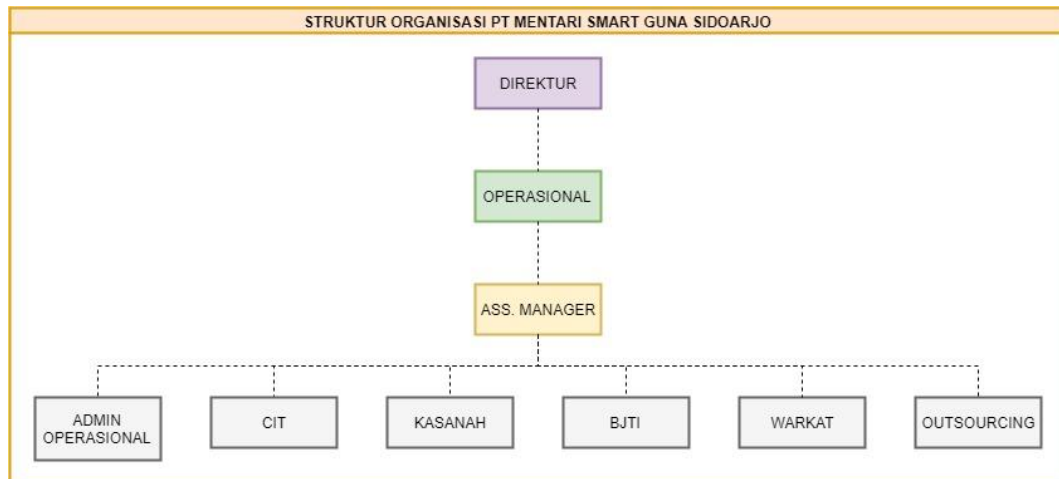 STRUKTUR ORGANISASI PT MENTARI SMART GUNA SIDOARJO
DIREKTUR
OPERASIONAL
ASS. MANAGER
ADMIN
OPERASIONAL
CIT
KASANAH
BJTI
WARKAT
OUTSOURCING